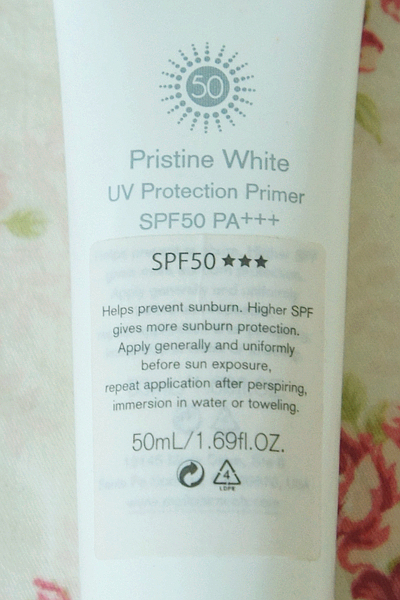 50
Pristine White
UV Protection Primer
SPF50 PA+++
SPF50 ★★★
Helps prevent sunburn. Higher SPF
gives more sunburn protection.
Apply generally and uniformly
before sun exposure,
repeat application after perspiring,
immersion in water or toweling.
50mL/1.69fl.OZ.
4
LDPE